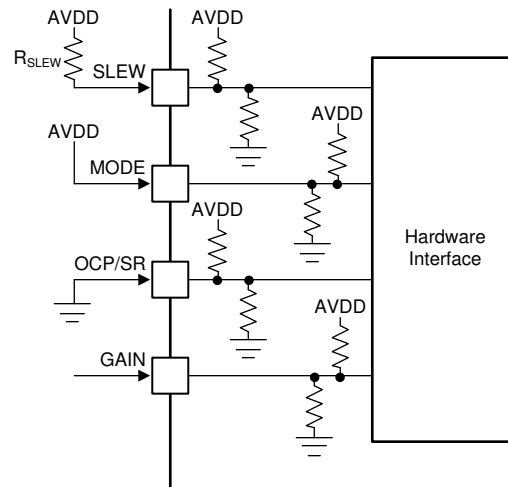 AVDD
AVDD
R_SLEW
SLEW
AVDD
AVDD
MODE
AVDD
Hardware
Interface
OCP/SR
AVDD
GAIN